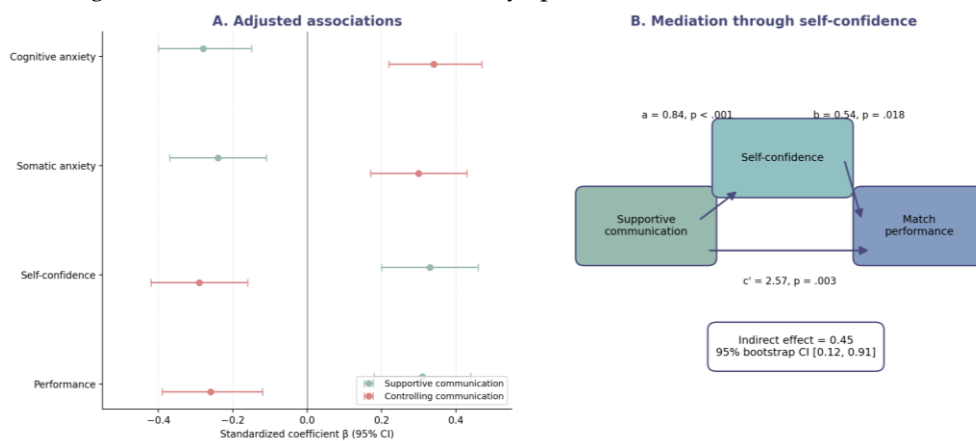 A. Adjusted associations
Cognitive anxiety
Somatic anxiety
Self-confidence
Performance
−0.4
−0.2
0.0
0.2
0.4
Standardized coefficient β (95% CI)
Supportive communication
Controlling communication
B. Mediation through self-confidence
a = 0.84, p < .001
b = 0.54, p = .018
Self-confidence
Supportive
communication
Match
performance
c' = 2.57, p = .003
Indirect effect = 0.45
95% bootstrap CI [0.12, 0.91]